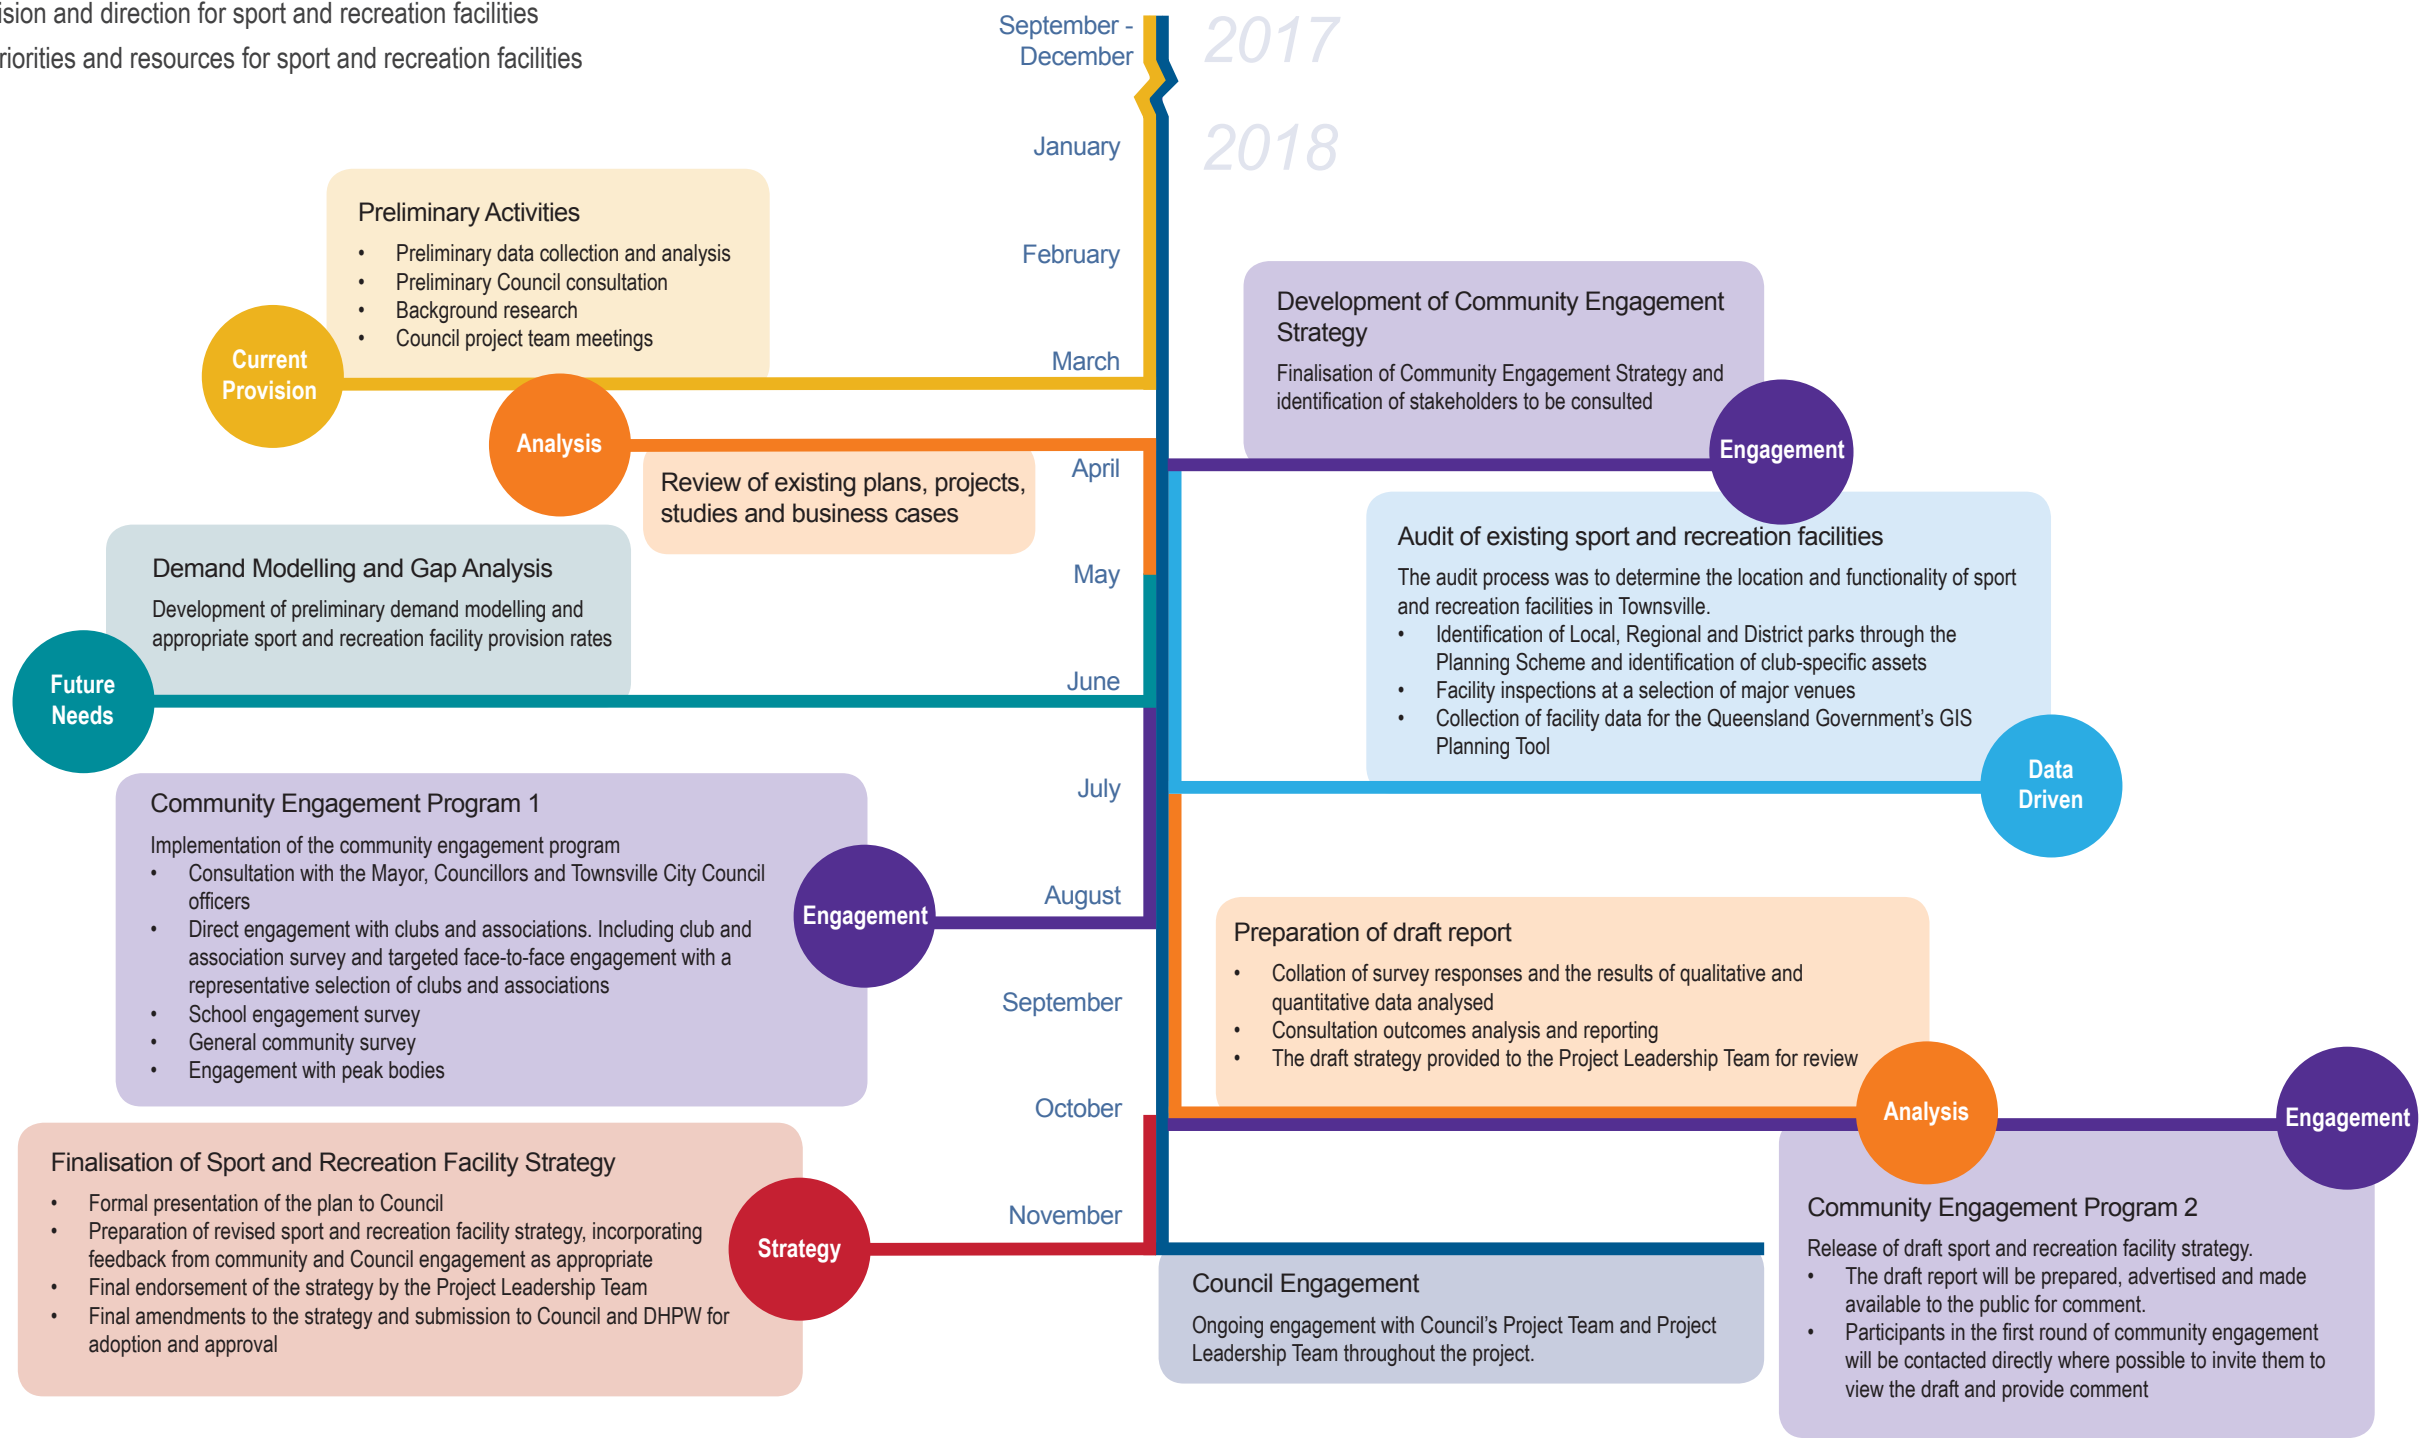 ision and direction for sport and recreation facilities
riorities and resources for sport and recreation facilities
September -
December
2017
2018
January
February
March
April
May
June
July
August
September
October
November
Preliminary Activities
• Preliminary data collection and analysis
• Preliminary Council consultation
• Background research
• Council project team meetings
Current
Provision
Analysis
Review of existing plans, projects,
studies and business cases
Development of Community Engagement
Strategy
Finalisation of Community Engagement Strategy and
identification of stakeholders to be consulted
Engagement
Audit of existing sport and recreation facilities
The audit process was to determine the location and functionality of sport
and recreation facilities in Townsville.
• Identification of Local, Regional and District parks through the
Planning Scheme and identification of club-specific assets
• Facility inspections at a selection of major venues
• Collection of facility data for the Queensland Government's GIS
Planning Tool
Data
Driven
Demand Modelling and Gap Analysis
Development of preliminary demand modelling and
appropriate sport and recreation facility provision rates
Future
Needs
Community Engagement Program 1
Implementation of the community engagement program
• Consultation with the Mayor, Councillors and Townsville City Council
officers
• Direct engagement with clubs and associations. Including club and
association survey and targeted face-to-face engagement with a
representative selection of clubs and associations
• School engagement survey
• General community survey
• Engagement with peak bodies
Engagement
Preparation of draft report
• Collation of survey responses and the results of qualitative and
quantitative data analysed
• Consultation outcomes analysis and reporting
• The draft strategy provided to the Project Leadership Team for review
Analysis
Engagement
Finalisation of Sport and Recreation Facility Strategy
• Formal presentation of the plan to Council
• Preparation of revised sport and recreation facility strategy, incorporating
feedback from community and Council engagement as appropriate
• Final endorsement of the strategy by the Project Leadership Team
• Final amendments to the strategy and submission to Council and DHPW for
adoption and approval
Strategy
Council Engagement
Ongoing engagement with Council's Project Team and Project
Leadership Team throughout the project.
Community Engagement Program 2
Release of draft sport and recreation facility strategy.
• The draft report will be prepared, advertised and made
available to the public for comment.
• Participants in the first round of community engagement
will be contacted directly where possible to invite them to
view the draft and provide comment